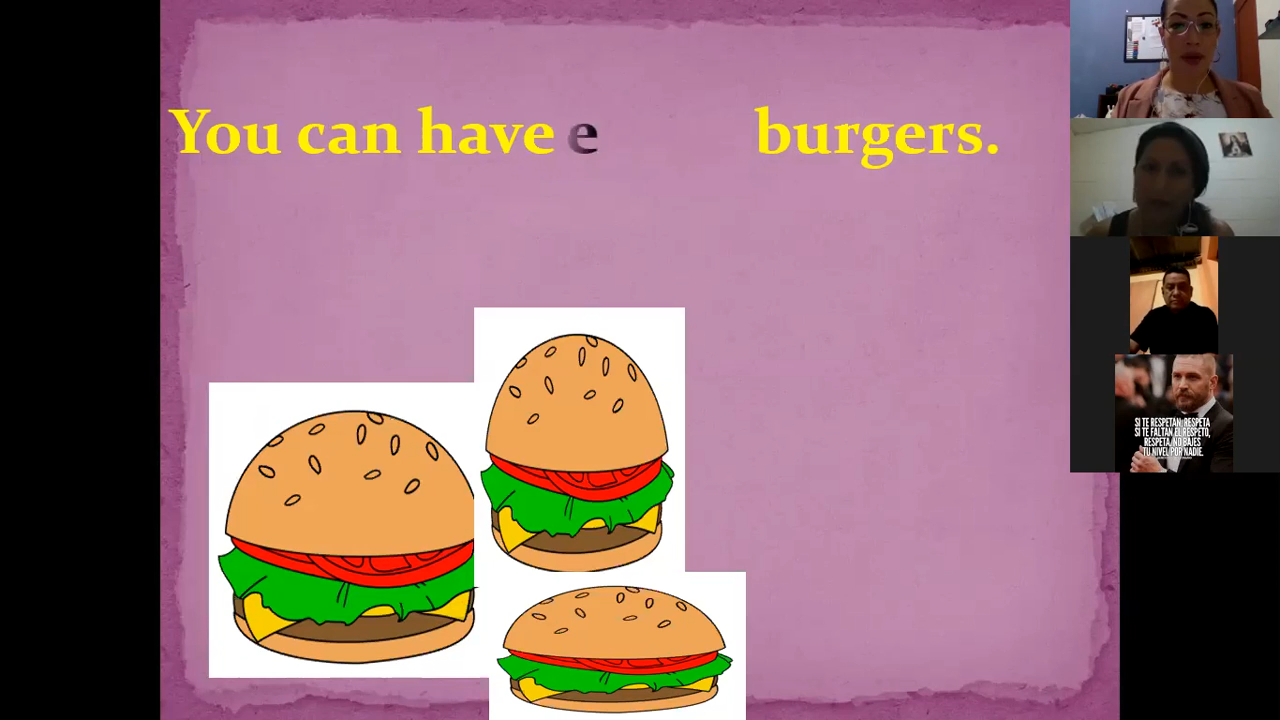 You can have e burgers.
SI TE RESPETAN, RESPETA
SI TE FALTAN EL RESPETO,
RESPETA, NO BAJES
TU NIVEL POR NADIE.